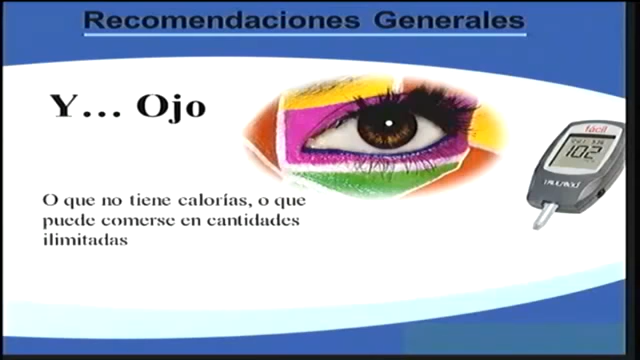 Recomendaciones Generales
Y... Ojo
fácil
102
O que no tiene calorías, o que
puede comerse en cantidades
ilimitadas